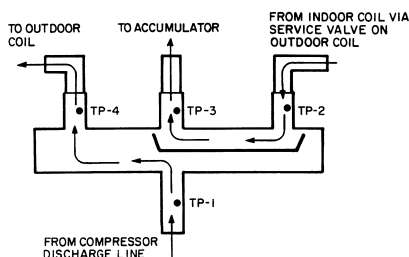 TO OUTDOOR
COIL
TO ACCUMULATOR
FROM INDOOR COIL VIA
SERVICE VALVE ON
OUTDOOR COIL
TP-4
TP-3
TP-2
TP-1
FROM COMPRESSOR
DISCHARGE LINE